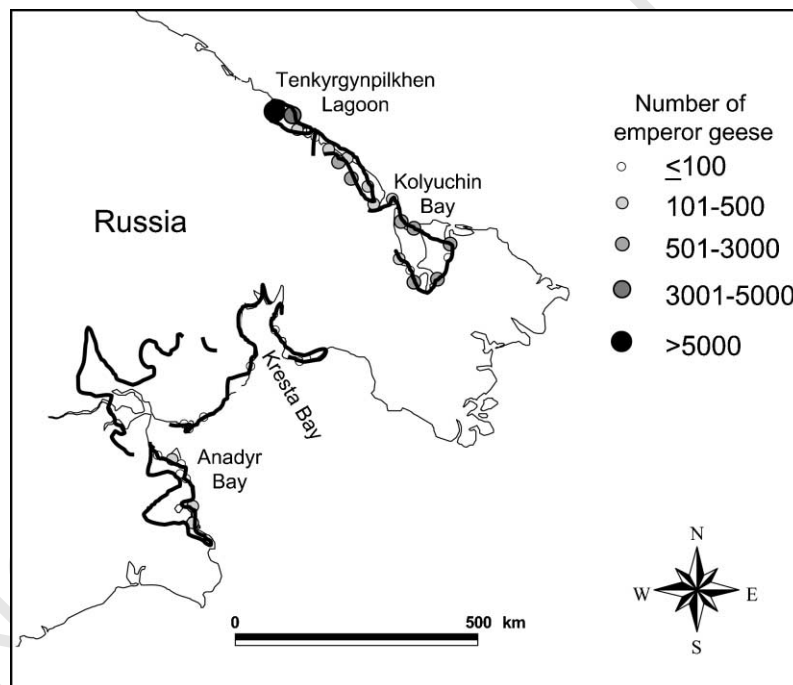 Tenkyrgynpilkhen
Lagoon
Number of
emperor geese
≤100
101-500
501-3000
3001-5000
>5000
Kolyuchin
Bay
Russia
Kresta Bay
Anadyr
Bay
N
W E
S
0 500 km